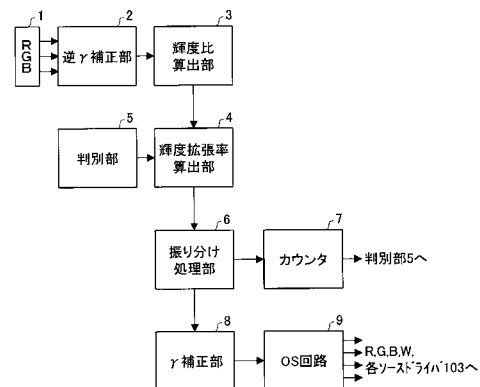 1
2
3
R
G
B
逆γ補正部
輝度比
算出部
5
4
判別部
輝度拡張率
算出部
6
7
振り分け
処理部
カウンタ
判別部5へ
8
9
γ補正部
OS回路
R,G,B,W,
各ソースドライバ103へ